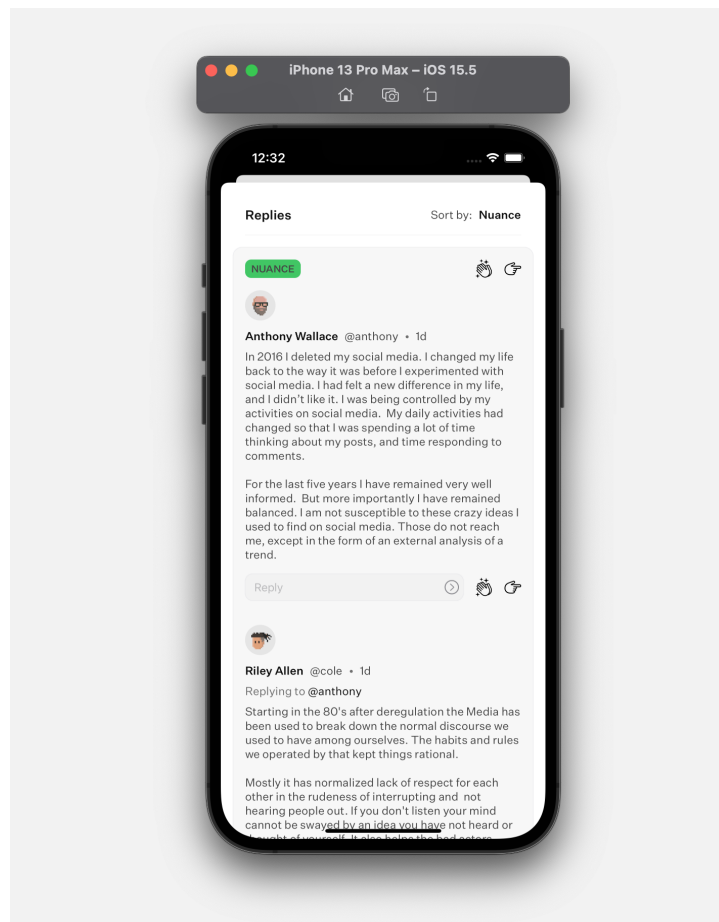 iPhone 13 Pro Max – iOS 15.5
12:32
Replies
Sort by: Nuance
NUANCE
Anthony Wallace @anthony • 1d
In 2016 I deleted my social media. I changed my life
back to the way it was before I experimented with
social media. I had felt a new difference in my life,
and I didn't like it. I was being controlled by my
activities on social media. My daily activities had
changed so that I was spending a lot of time
thinking about my posts, and time responding to
comments.
For the last five years I have remained very well
informed. But more importantly I have remained
balanced. I am not susceptible to these crazy ideas I
used to find on social media. Those do not reach
me, except in the form of an external analysis of a
trend.
Reply
Riley Allen @cole • 1d
Replying to @anthony
Starting in the 80's after deregulation the Media has
been used to break down the normal discourse we
used to have among ourselves. The habits and rules
we operated by that kept things rational.
Mostly it has normalized lack of respect for each
other in the rudeness of interrupting and not
hearing people out. If you don't listen your mind
cannot be swayed by an idea you have not heard or
thought of yourself. It also helps the bad actors